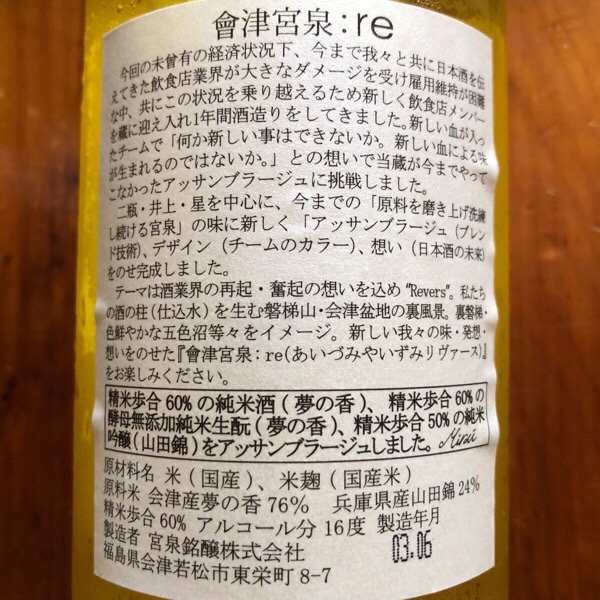 會津宮泉:re
今回の未曾有の経済状況下、今まで我々と共に日本酒を伝
えてきた飲食店業界が大きなダメージを受け雇用維持が困難
な中、共にこの状況を乗り越えるため新しく飲食店メンバー
を蔵に迎え入れ1年間酒造りをしてきました。新しい血が入っ
たチームで「何か新しい事はできないか。新しい血による味
が生まれるのではないか。」との想いで当蔵が今までやって
こなかったアッサンブラージュに挑戦しました。
二瓶・井上・星を中心に、今までの「原料を磨き上げ洗練
し続ける宮泉」の味に新しく「アッサンブラージュ(ブレン
ド技術)、デザイン(チームのカラー)、想い(日本酒の未来)
をのせ完成しました。
テーマは酒業界の再起・奮起の想いを込め“Revers”。私たち
の酒の柱(仕込水)を生む磐梯山・会津盆地の裏風景。裏磐梯・
色鮮やかな五色沼等々をイメージ。新しい我々の味・発想・
想いをのせた『會津宮泉:re(あいづみやいずみリヴァース)』
をお楽しみください。
精米歩合60%の純米酒(夢の香)、精米歩合60%の
酵母無添加純米生酛(夢の香)、精米歩合50%の純米
吟醸(山田錦)をアッサンブラージュしました。
原材料名 米(国産)、米麹(国産米)
原料米 会津産夢の香76% 兵庫県産山田錦24%
精米歩合60% アルコール分16度 製造年月
03.06
製造者 宮泉銘醸株式会社
福島県会津若松市東栄町8-7